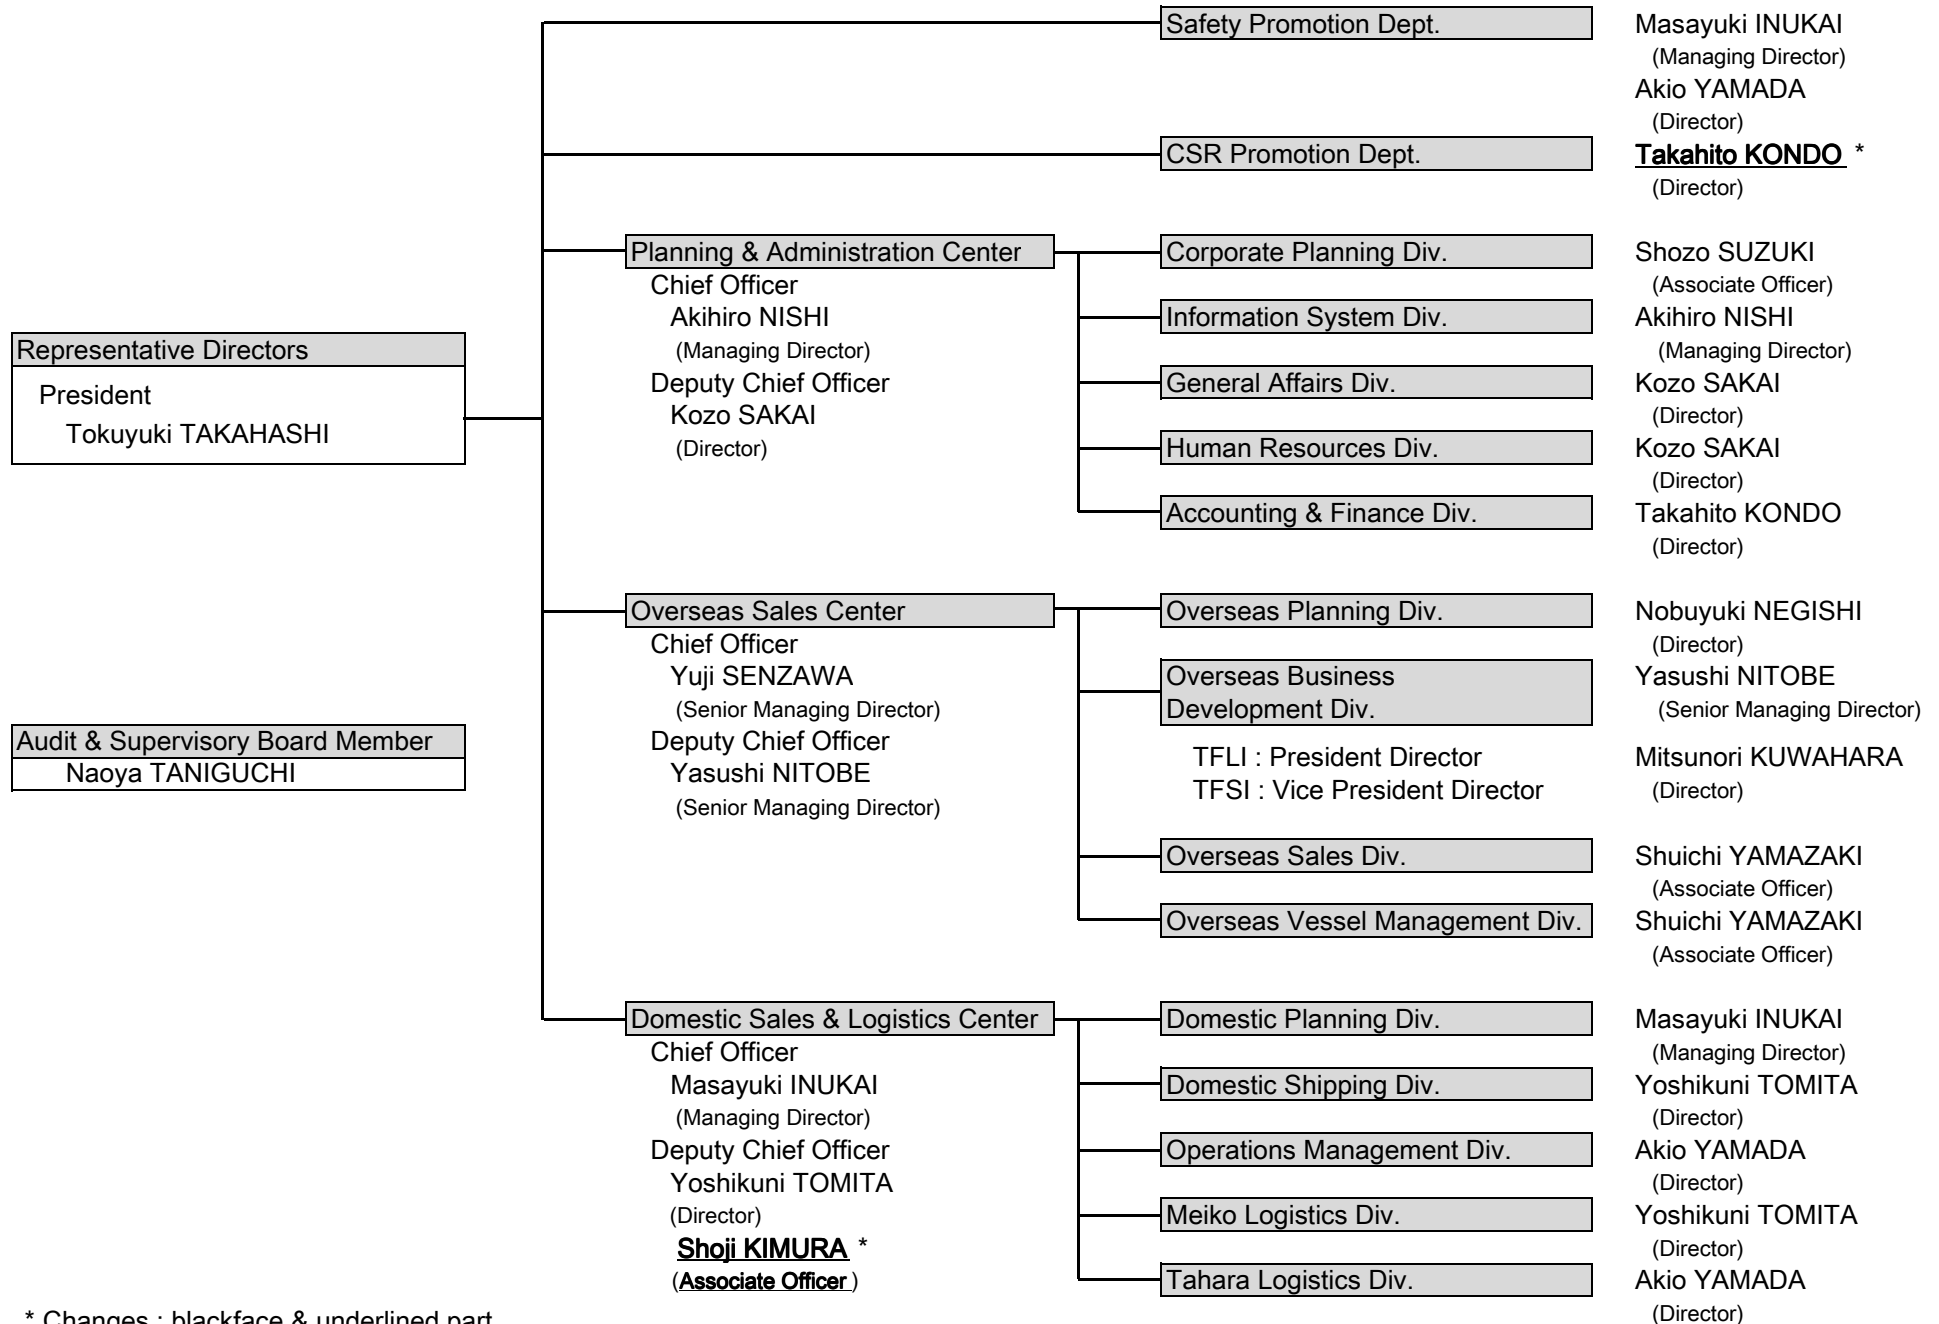 Safety Promotion Dept.
Masayuki INUKAI
(Managing Director)
Akio YAMADA
(Director)
CSR Promotion Dept.
Takahito KONDO *
(Director)
Representative Directors
President
Tokuyuki TAKAHASHI
Audit & Supervisory Board Member
Naoya TANIGUCHI
Planning & Administration Center
Chief Officer
Akihiro NISHI
(Managing Director)
Deputy Chief Officer
Kozo SAKAI
(Director)
Corporate Planning Div.
Shozo SUZUKI
(Associate Officer)
Information System Div.
Akihiro NISHI
(Managing Director)
General Affairs Div.
Kozo SAKAI
(Director)
Human Resources Div.
Kozo SAKAI
(Director)
Accounting & Finance Div.
Takahito KONDO
(Director)
Overseas Sales Center
Chief Officer
Yuji SENZAWA
(Senior Managing Director)
Deputy Chief Officer
Yasushi NITOBE
(Senior Managing Director)
Overseas Planning Div.
Nobuyuki NEGISHI
(Director)
Overseas Business
Development Div.
Yasushi NITOBE
(Senior Managing Director)
TFLI : President Director
TFSI : Vice President Director
Mitsunori KUWAHARA
(Director)
Overseas Sales Div.
Shuichi YAMAZAKI
(Associate Officer)
Overseas Vessel Management Div.
Shuichi YAMAZAKI
(Associate Officer)
Domestic Sales & Logistics Center
Chief Officer
Masayuki INUKAI
(Managing Director)
Deputy Chief Officer
Yoshikuni TOMITA
(Director)
Shoji KIMURA *
(Associate Officer )
Domestic Planning Div.
Masayuki INUKAI
(Managing Director)
Domestic Shipping Div.
Yoshikuni TOMITA
(Director)
Operations Management Div.
Akio YAMADA
(Director)
Meiko Logistics Div.
Yoshikuni TOMITA
(Director)
Tahara Logistics Div.
Akio YAMADA
(Director)
* Changes : blackface & underlined part